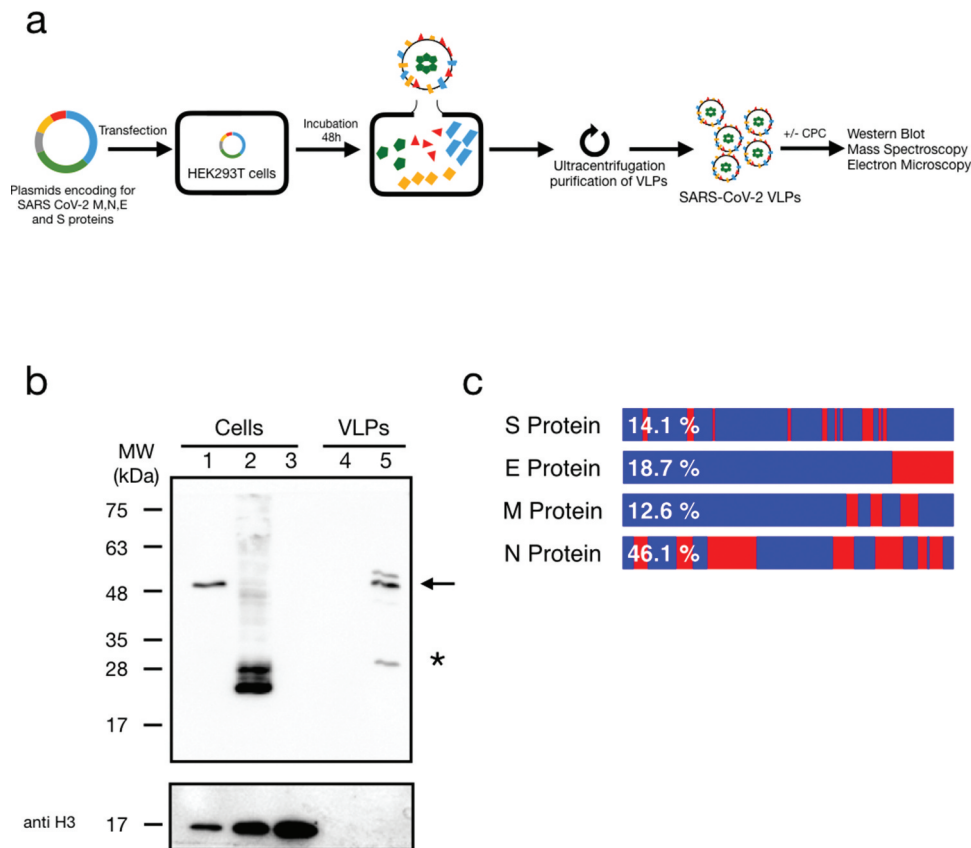 a
Transfection
Plasmids encoding for
SARS CoV-2 M,N,E
and S proteins
HEK293T cells
Incubation
48h
Ultracentrifugation
purification of VLPs
SARS-CoV-2 VLPs
+/- CPC
Western Blot
Mass Spectroscopy
Electron Microscopy
b
Cells
VLPs
MW
(kDa)
1 2 3 4 5
75
63
48
35
28
*
17
anti H3
17
c
S Protein 14.1 %
E Protein 18.7 %
M Protein 12.6 %
N Protein 46.1 %